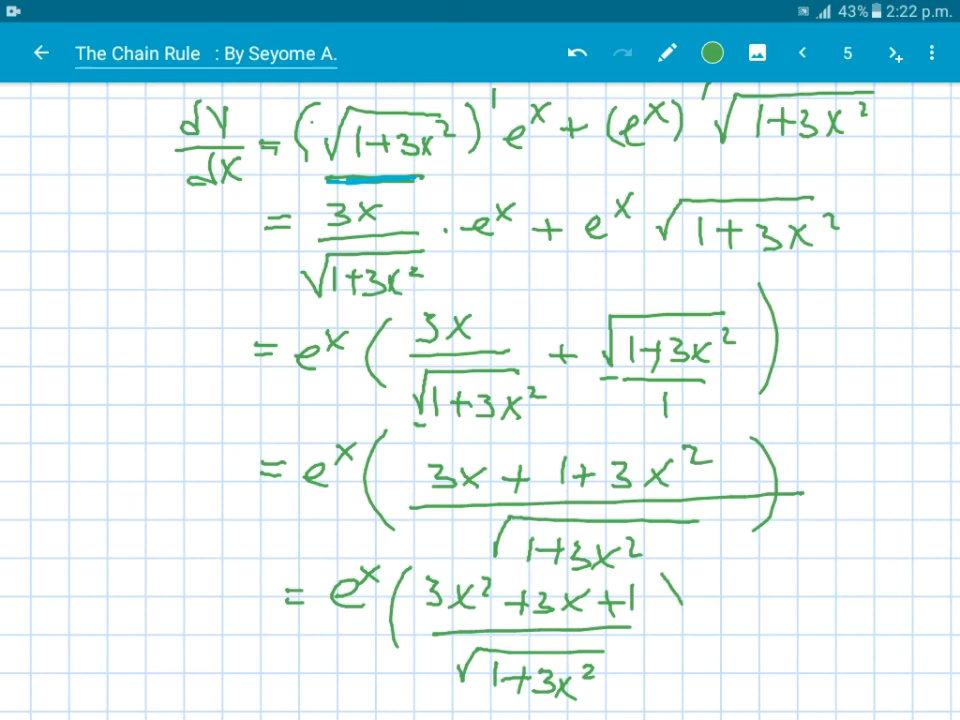 43% 2:22 p.m.
The Chain Rule : By Seyome A. 5
dy/dx = (√(1+3x²))' e^x + (e^x)' √(1+3x²)
= 3x/√(1+3x²) · e^x + e^x √(1+3x²)
= e^x (3x/√(1+3x²) + √(1+3x²)/1)
= e^x ((3x + 1 + 3x²)/√(1+3x²))
= e^x ((3x² + 3x + 1)/√(1+3x²))